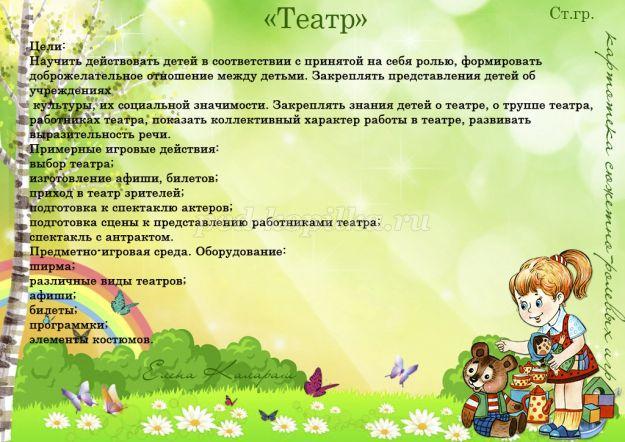 «Театр»
Ст.гр.
Цели:
Научить действовать детей в соответствии с принятой на себя ролью, формировать
доброжелательное отношение между детьми. Закреплять представления детей об
учреждениях
культуры, их социальной значимости. Закреплять знания детей о театре, о труппе театра,
работниках театра, показать коллективный характер работы в театре, развивать
выразительность речи.
Примерные игровые действия:
выбор театра;
изготовление афиши, билетов;
приход в театр зрителей;
подготовка к спектаклю актеров;
подготовка сцены к представлению работниками театра;
спектакль с антрактом.
Предметно-игровая среда. Оборудование:
ширма;
различные виды театров;
афиши;
билеты;
программки;
элементы костюмов.
картотека сюжетно-ролевых игр
Елена